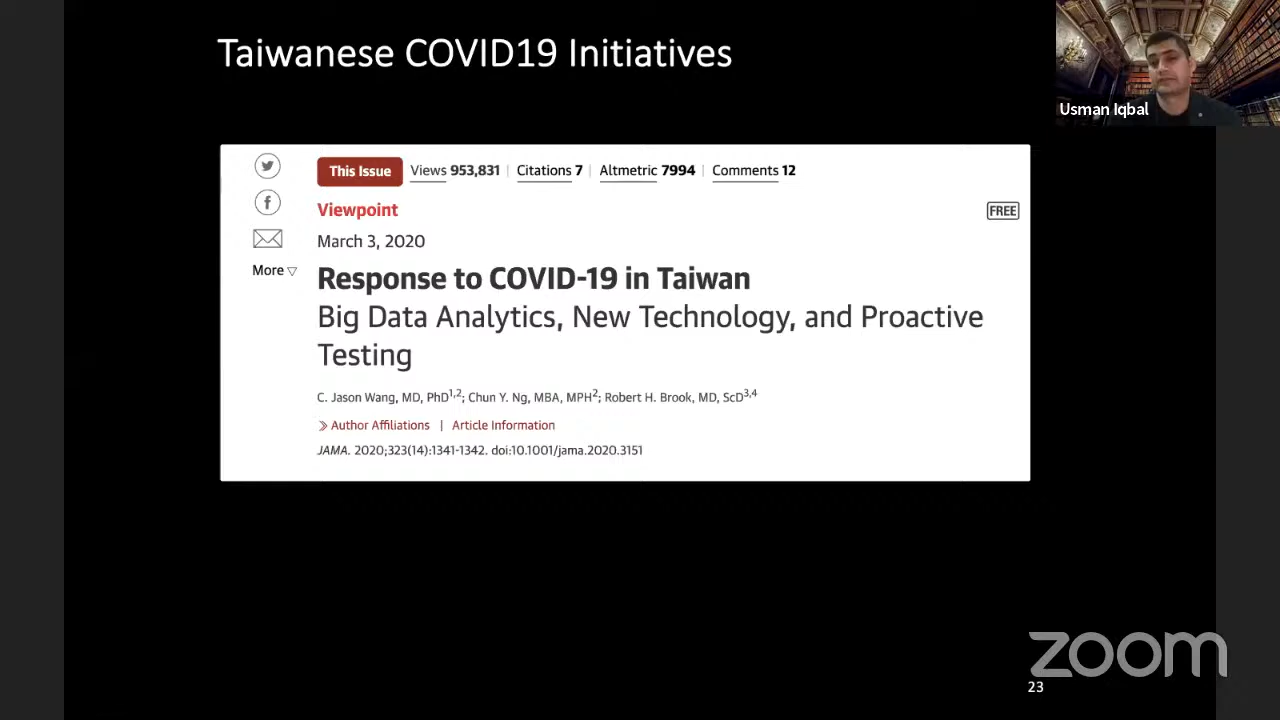 Taiwanese COVID19 Initiatives
Usman Iqbal
This Issue Views 953,831 | Citations 7 | Altmetric 7994 | Comments 12
Viewpoint
FREE
March 3, 2020
More
Response to COVID-19 in Taiwan
Big Data Analytics, New Technology, and Proactive
Testing
C. Jason Wang, MD, PhD1,2; Chun Y. Ng, MBA, MPH2; Robert H. Brook, MD, ScD3,4
Author Affiliations | Article Information
JAMA. 2020;323(14):1341-1342. doi:10.1001/jama.2020.3151
zoom
23